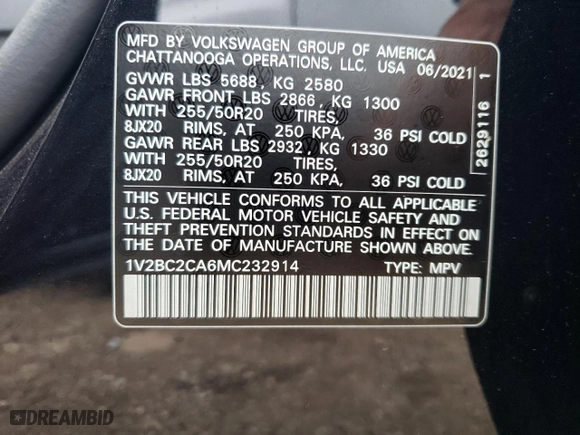 MFD BY VOLKSWAGEN GROUP OF AMERICA
CHATTANOOGA OPERATIONS, LLC. USA 06/2021
GVWR LBS 5688, KG 2580
GAWR FRONT LBS 2866, KG 1300
WITH 255/50R20 TIRES,
8JX20 RIMS, AT 250 KPA, 36 PSI COLD
GAWR REAR LBS 2932, KG 1330
WITH 255/50R20 TIRES,
8JX20 RIMS, AT 250 KPA, 36 PSI COLD
THIS VEHICLE CONFORMS TO ALL APPLICABLE
U.S. FEDERAL MOTOR VEHICLE SAFETY AND
THEFT PREVENTION STANDARDS IN EFFECT ON
THE DATE OF MANUFACTURE SHOWN ABOVE.
1V2BC2CA6MC232914 TYPE: MPV
2629116 1
DREAMBID